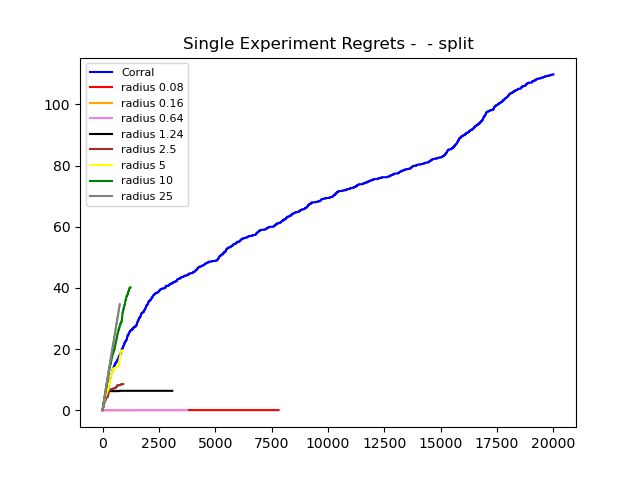 Single Experiment Regrets -  - split
Corral
radius 0.08
radius 0.16
radius 0.64
radius 1.24
radius 2.5
radius 5
radius 10
radius 25
100
80
60
40
20
0
0 2500 5000 7500 10000 12500 15000 17500 20000